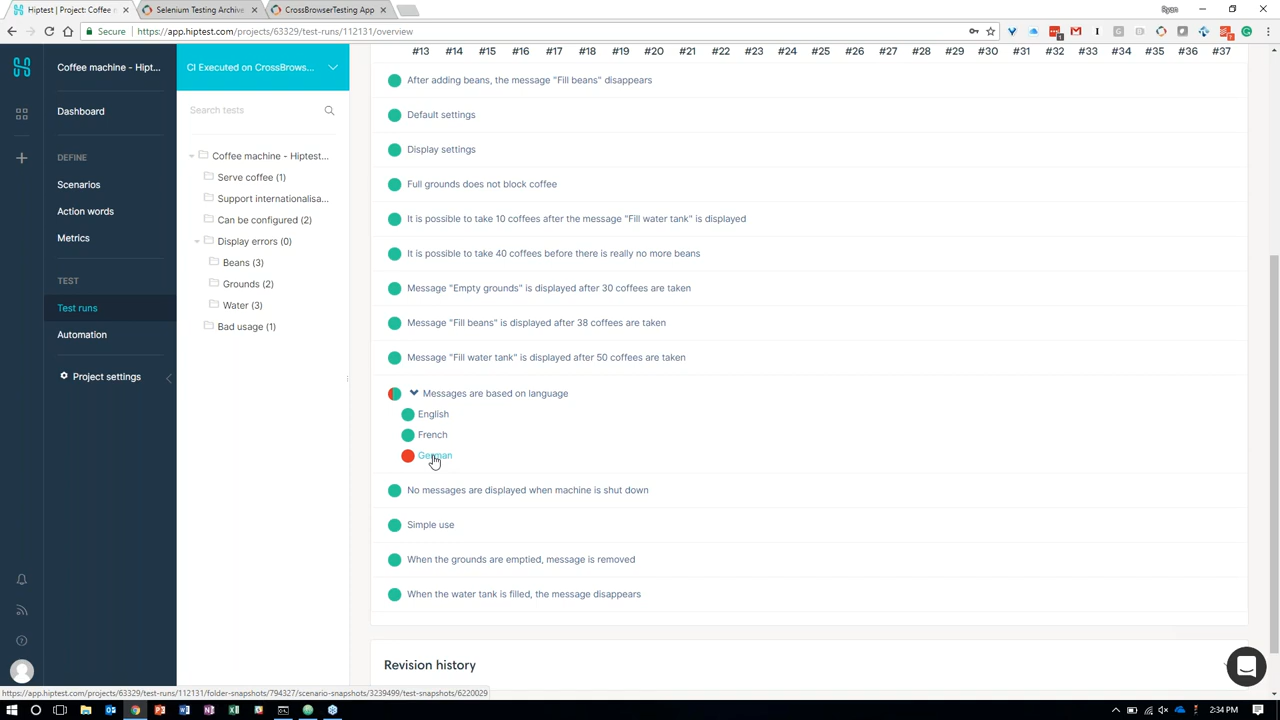 Hiptest | Project: Coffee m
Selenium Testing Archive
CrossBrowserTesting App
Ryan
Secure
https://app.hiptest.com/projects/63329/test-runs/112131/overview
Coffee machine - Hipt...
Dashboard
DEFINE
Scenarios
Action words
Metrics
TEST
Test runs
Automation
Project settings
CI Executed on CrossBrows...
Search tests
Coffee machine - Hiptest...
Serve coffee (1)
Support internationalisa...
Can be configured (2)
Display errors (0)
Beans (3)
Grounds (2)
Water (3)
Bad usage (1)
#13 #14 #15 #16 #17 #18 #19 #20 #21 #22 #23 #24 #25 #26 #27 #28 #29 #30 #31 #32 #33 #34 #35 #36 #37
After adding beans, the message "Fill beans" disappears
Default settings
Display settings
Full grounds does not block coffee
It is possible to take 10 coffees after the message "Fill water tank" is displayed
It is possible to take 40 coffees before there is really no more beans
Message "Empty grounds" is displayed after 30 coffees are taken
Message "Fill beans" is displayed after 38 coffees are taken
Message "Fill water tank" is displayed after 50 coffees are taken
Messages are based on language
English
French
German
No messages are displayed when machine is shut down
Simple use
When the grounds are emptied, message is removed
When the water tank is filled, the message disappears
Revision history
https://app.hiptest.com/projects/63329/test-runs/112131/folder-snapshots/794327/scenario-snapshots/3239499/test-snapshots/6220029
2:34 PM